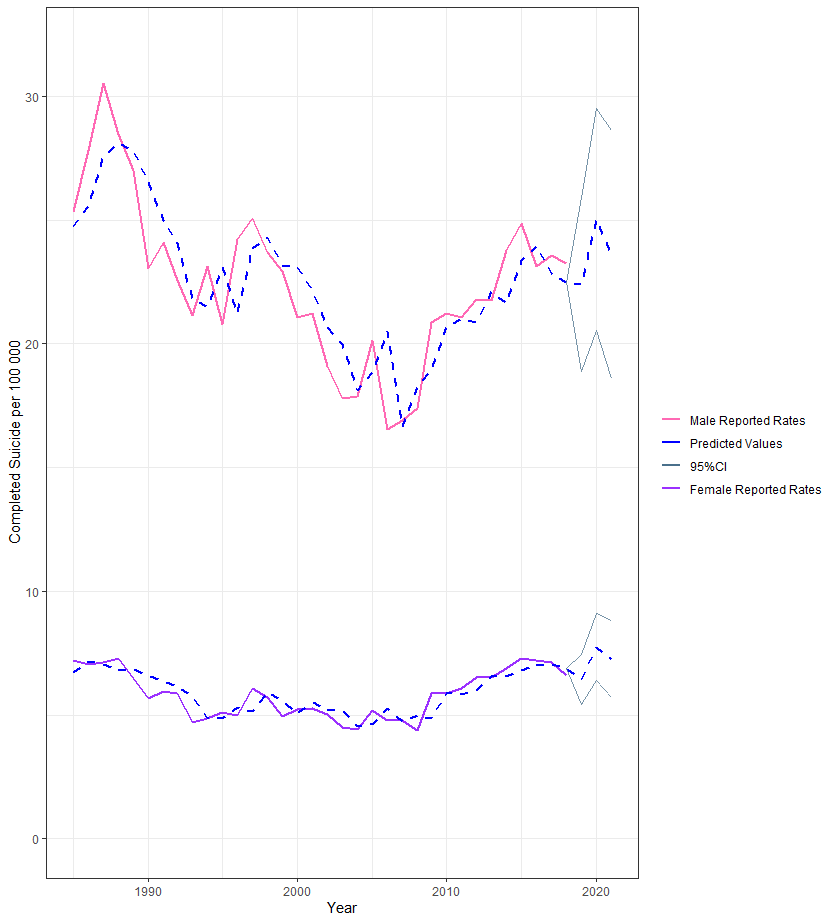 30
20
10
0
Completed Suicide per 100 000
1990
2000
2010
2020
Year
Male Reported Rates
Predicted Values
95%CI
Female Reported Rates